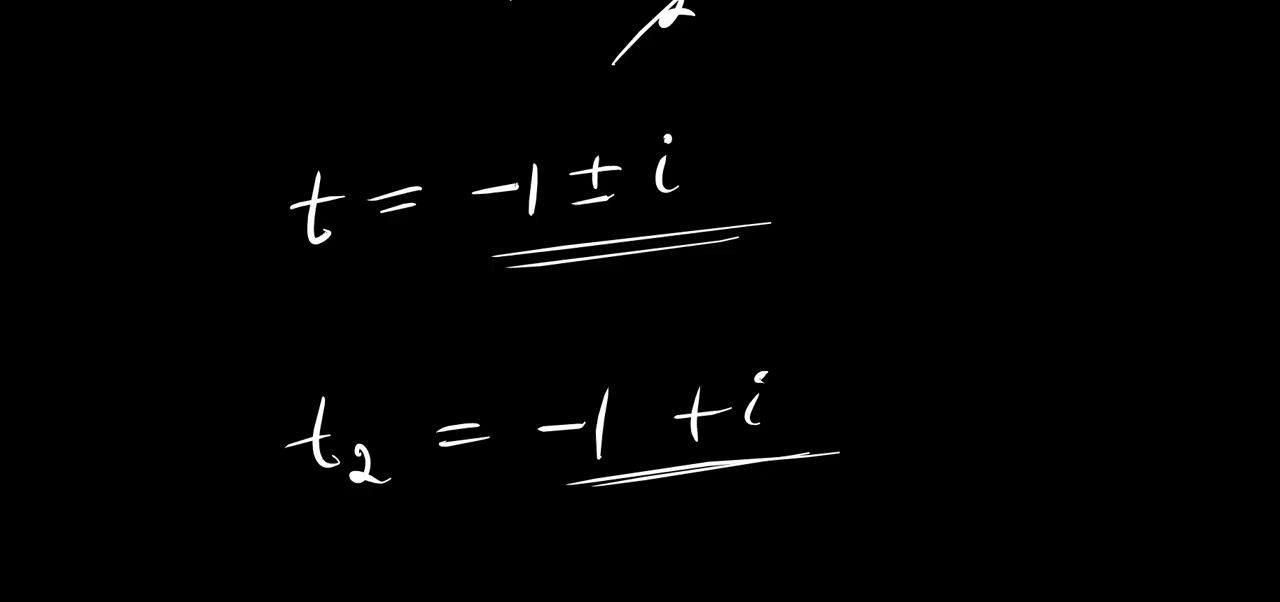 t = -1 ± i
t₂ = -1 + i